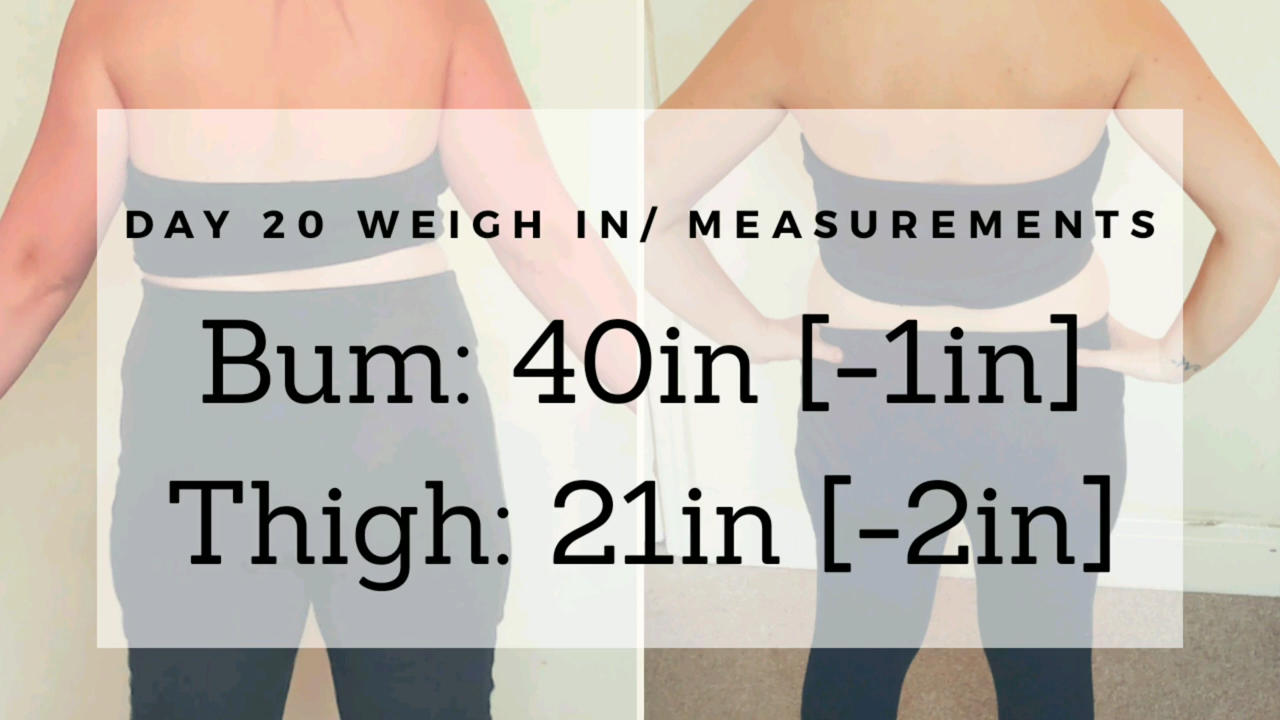 DAY 20 WEIGH IN/ MEASUREMENTS
Bum: 40in [-1in]
Thigh: 21in [-2in]